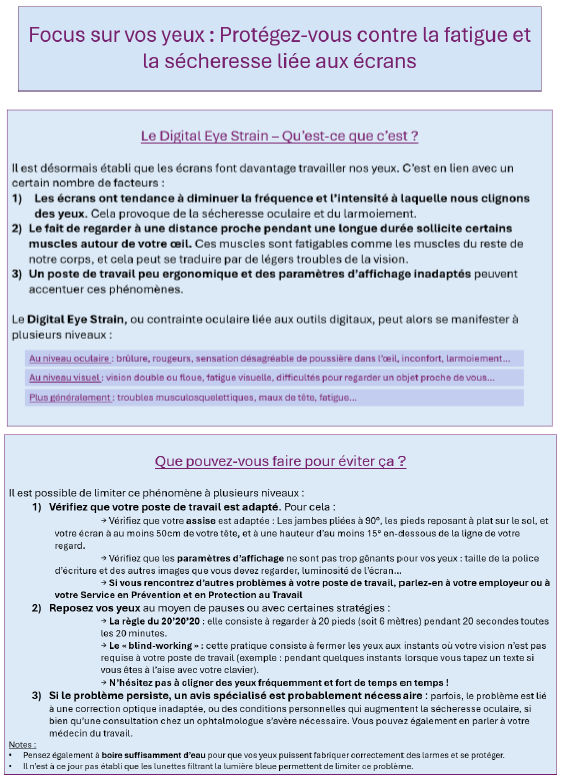 Focus sur vos yeux : Protégez-vous contre la fatigue et
la sécheresse liée aux écrans
Le Digital Eye Strain – Qu'est-ce que c'est ?
Il est désormais établi que les écrans font davantage travailler nos yeux. C'est en lien avec un
certain nombre de facteurs :
1) Les écrans ont tendance à diminuer la fréquence et l'intensité à laquelle nous clignons
des yeux. Cela provoque de la sécheresse oculaire et du larmoiement.
2) Le fait de regarder à une distance proche pendant une longue durée sollicite certains
muscles autour de votre œil. Ces muscles sont fatigables comme les muscles du reste de
notre corps, et cela peut se traduire par de légers troubles de la vision.
3) Un poste de travail peu ergonomique et des paramètres d'affichage inadaptés peuvent
accentuer ces phénomènes.
Le Digital Eye Strain, ou contrainte oculaire liée aux outils digitaux, peut alors se manifester à
plusieurs niveaux :
Au niveau oculaire : brûlure, rougeurs, sensation désagréable de poussière dans l'œil, inconfort, larmoiement...
Au niveau visuel : vision double ou floue, fatigue visuelle, difficultés pour regarder un objet proche de vous...
Plus généralement : troubles musculosquelettiques, maux de tête, fatigue...
Que pouvez-vous faire pour éviter ça ?
Il est possible de limiter ce phénomène à plusieurs niveaux :
1) Vérifiez que votre poste de travail est adapté. Pour cela :
→ Vérifiez que votre assise est adaptée : Les jambes pliées à 90°, les pieds reposant à plat sur le sol, et
votre écran à au moins 50cm de votre tête, et à une hauteur d'au moins 15° en-dessous de la ligne de votre
regard.
→ Vérifiez que les paramètres d'affichage ne sont pas trop gênants pour vos yeux : taille de la police
d'écriture et des autres images que vous devez regarder, luminosité de l'écran...
→ Si vous rencontrez d'autres problèmes à votre poste de travail, parlez-en à votre employeur ou à
votre Service en Prévention et en Protection au Travail
2) Reposez vos yeux au moyen de pauses ou avec certaines stratégies :
→ La règle du 20'20'20 : elle consiste à regarder à 20 pieds (soit 6 mètres) pendant 20 secondes toutes
les 20 minutes.
→ Le « blind-working » : cette pratique consiste à fermer les yeux aux instants où votre vision n'est pas
requise à votre poste de travail (exemple : pendant quelques instants lorsque vous tapez un texte si
vous êtes à l'aise avec votre clavier).
→ N'hésitez pas à cligner des yeux fréquemment et fort de temps en temps !
3) Si le problème persiste, un avis spécialisé est probablement nécessaire : parfois, le problème est lié
à une correction optique inadaptée, ou des conditions personnelles qui augmentent la sécheresse oculaire, si
bien qu'une consultation chez un ophtalmologue s'avère nécessaire. Vous pouvez également en parler à votre
médecin du travail.
Notes :
• Pensez également à boire suffisamment d'eau pour que vos yeux puissent fabriquer correctement des larmes et se protéger.
• Il n'est à ce jour pas établi que les lunettes filtrant la lumière bleue permettent de limiter ce problème.